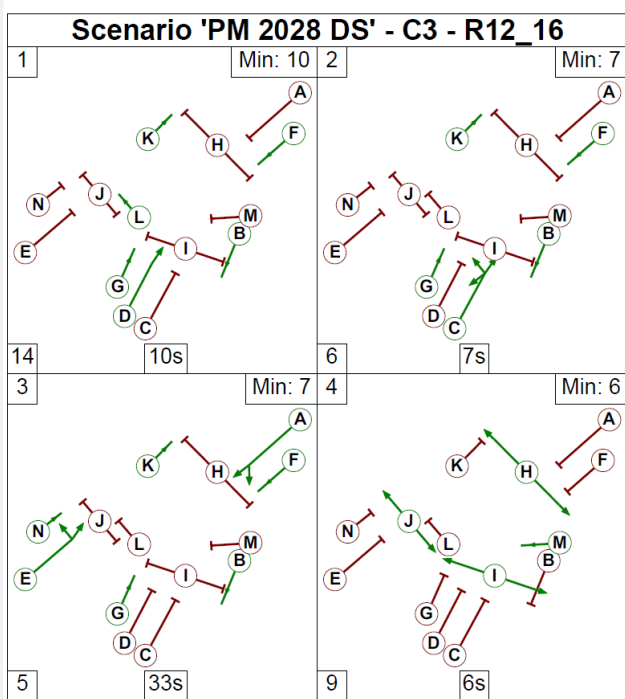 Scenario 'PM 2028 DS' - C3 - R12_16
1 Min: 10
A
F
K
H
N
J
L
M
B
I
E
G
D
C
14 10s
2 Min: 7
A
F
K
H
N
J
L
M
B
I
E
G
D
C
6 7s
3 Min: 7
A
F
K
H
N
J
L
M
B
I
E
G
D
C
5 33s
4 Min: 6
A
F
K
H
N
J
L
M
B
I
E
G
D
C
9 6s